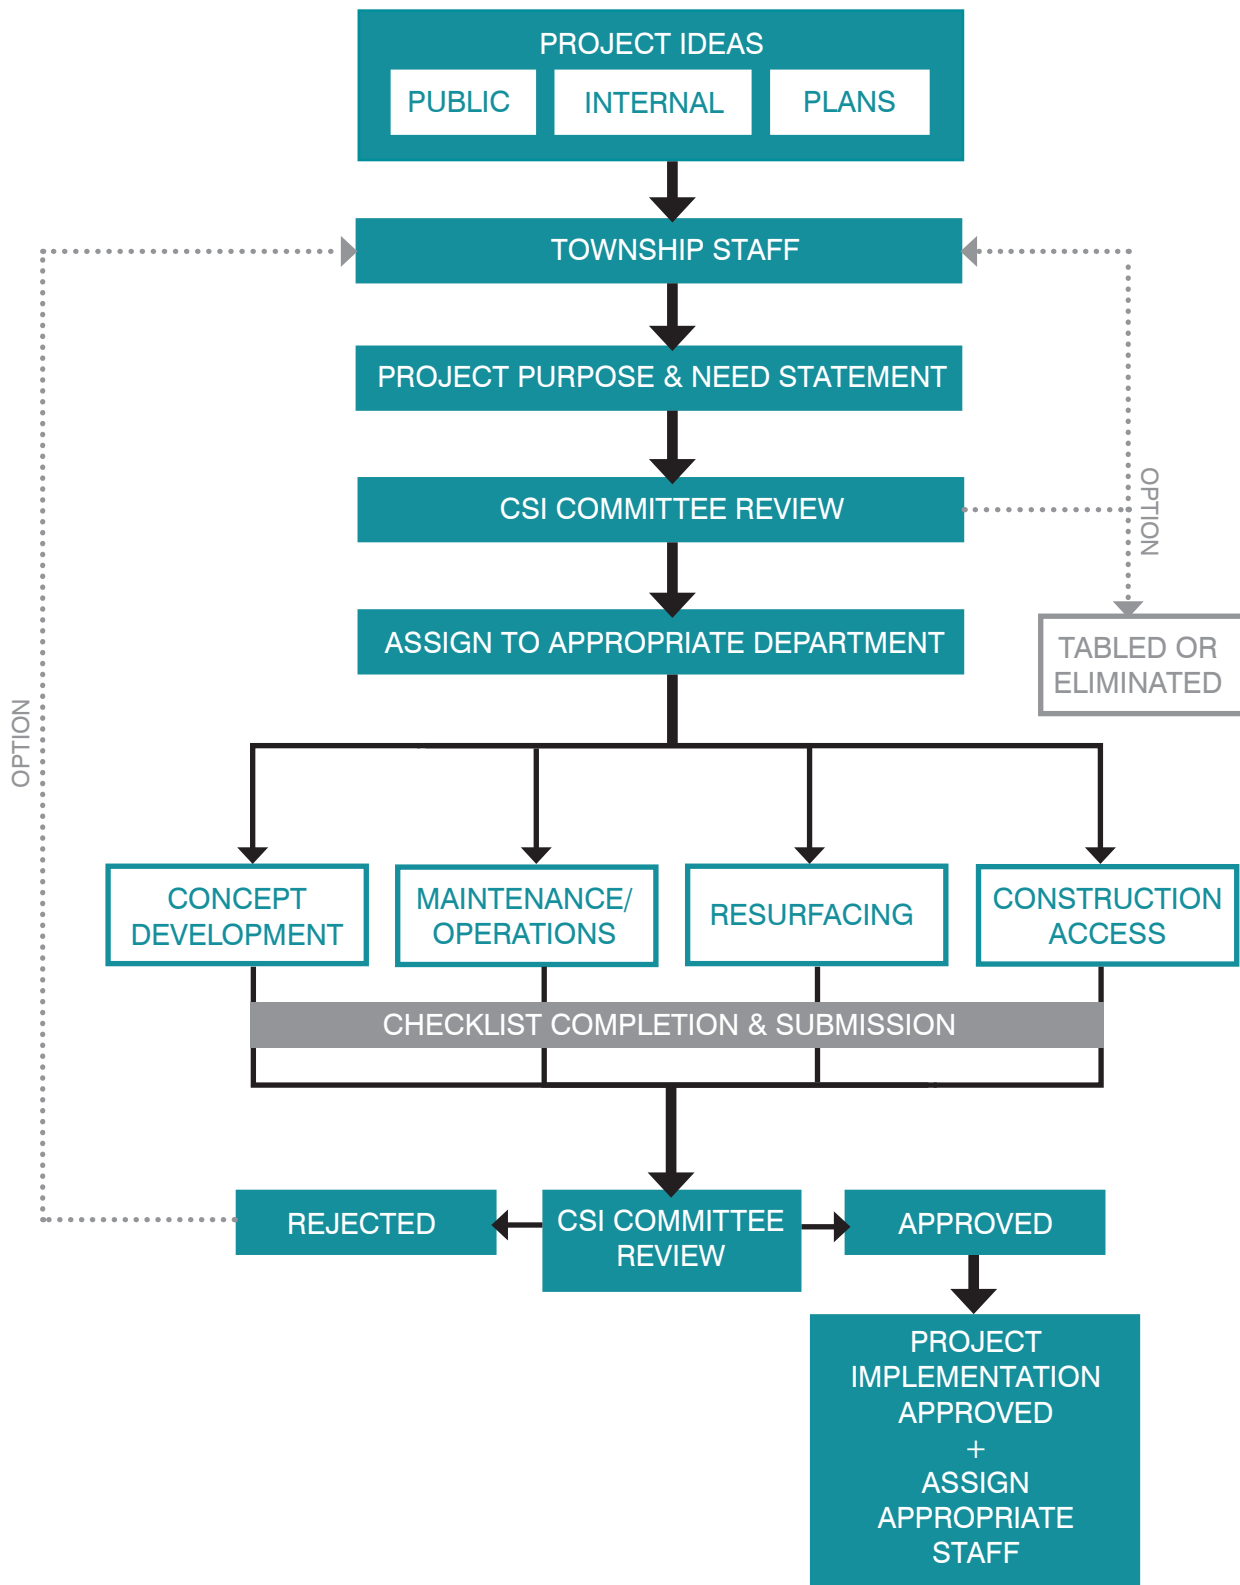 PROJECT IDEAS
PUBLIC
INTERNAL
PLANS
TOWNSHIP STAFF
PROJECT PURPOSE & NEED STATEMENT
CSI COMMITTEE REVIEW
OPTION
ASSIGN TO APPROPRIATE DEPARTMENT
TABLED OR
ELIMINATED
OPTION
CONCEPT
DEVELOPMENT
MAINTENANCE/
OPERATIONS
RESURFACING
CONSTRUCTION
ACCESS
CHECKLIST COMPLETION & SUBMISSION
REJECTED
CSI COMMITTEE
REVIEW
APPROVED
PROJECT
IMPLEMENTATION
APPROVED
+
ASSIGN
APPROPRIATE
STAFF